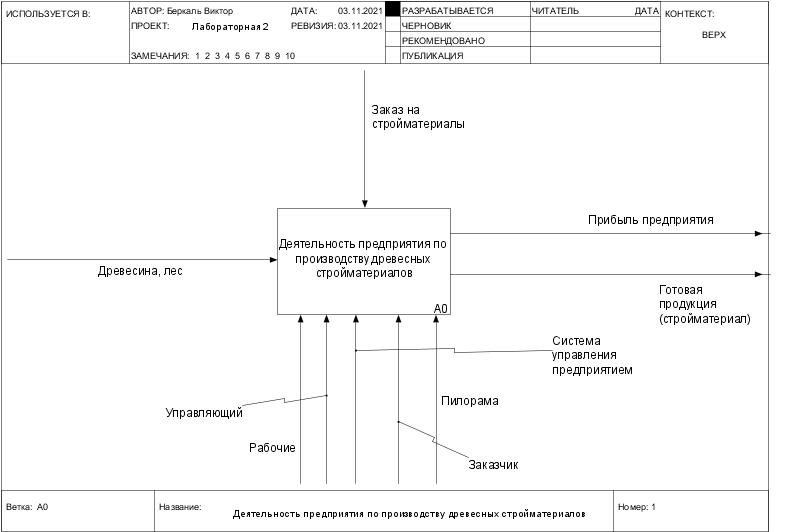 ИСПОЛЬЗУЕТСЯ В:
АВТОР: Беркаль Виктор
ДАТА: 03.11.2021
РАЗРАБАТЫВАЕТСЯ
ЧИТАТЕЛЬ
ДАТА
КОНТЕКСТ:
ПРОЕКТ: Лабораторная 2
РЕВИЗИЯ: 03.11.2021
ЧЕРНОВИК
РЕКОМЕНДОВАНО
ВЕРХ
ЗАМЕЧАНИЯ: 1 2 3 4 5 6 7 8 9 10
ПУБЛИКАЦИЯ
Заказ на
стройматериалы
Прибыль предприятия
Деятельность предприятия по
производству древесных
стройматериалов
A0
Древесина, лес
Готовая
продукция
(стройматериал)
Система
управления
предприятием
Управляющий
Пилорама
Рабочие
Заказчик
Ветка: A0
Название:
Деятельность предприятия по производству древесных стройматериалов
Номер: 1